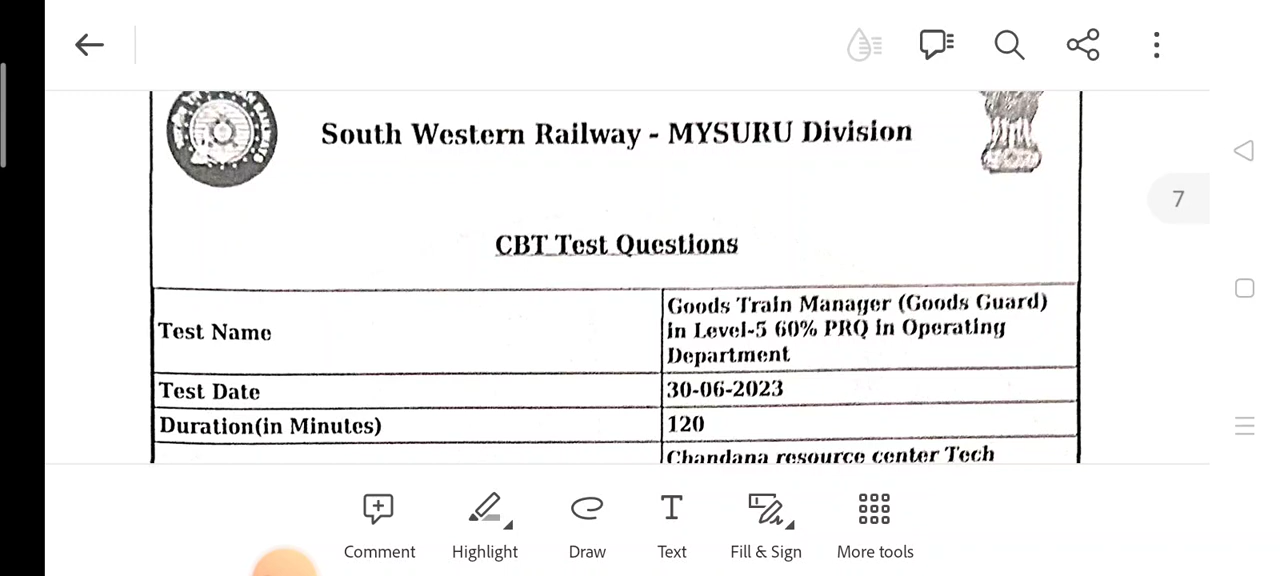 South Western Railway - MYSURU Division
7
CBT Test Questions
Test Name
Goods Train Manager (Goods Guard)
in Level-5 60% PRQ in Operating
Department
Test Date
30-06-2023
Duration(in Minutes)
120
Chandana resource center Tech
Comment
Highlight
Draw
Text
Fill & Sign
More tools